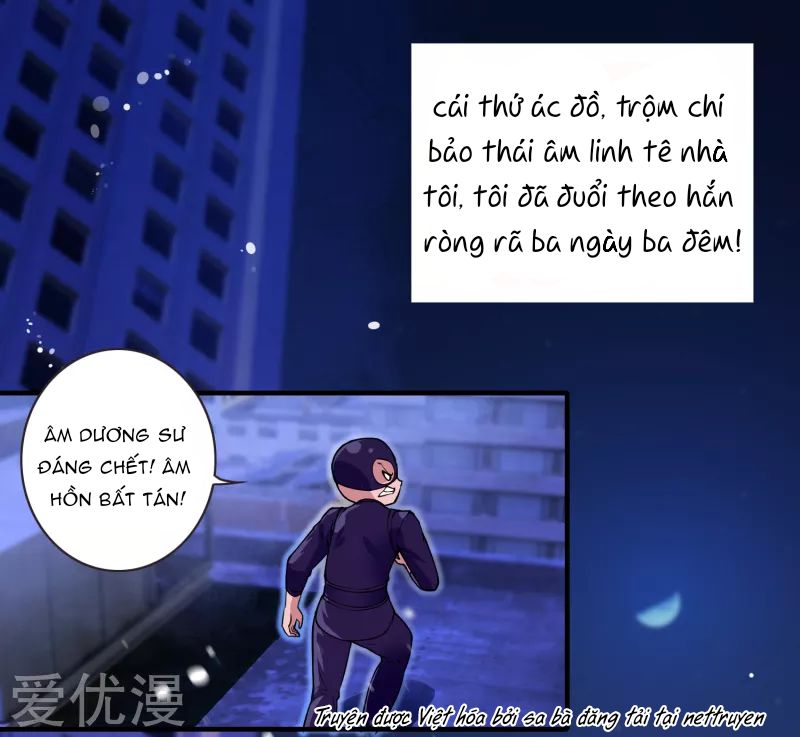 cái thứ ác đồ, trộm chí
bảo thái âm linh tê nhà
tôi, tôi đã đuổi theo hắn
ròng rã ba ngày ba đêm!
ÂM DƯƠNG SƯ
ĐÁNG CHẾT! ÂM
HỒN BẤT TÁN!
爱优漫
Truyện được Việt hóa bởi sa bà đăng tải tại nettruyen